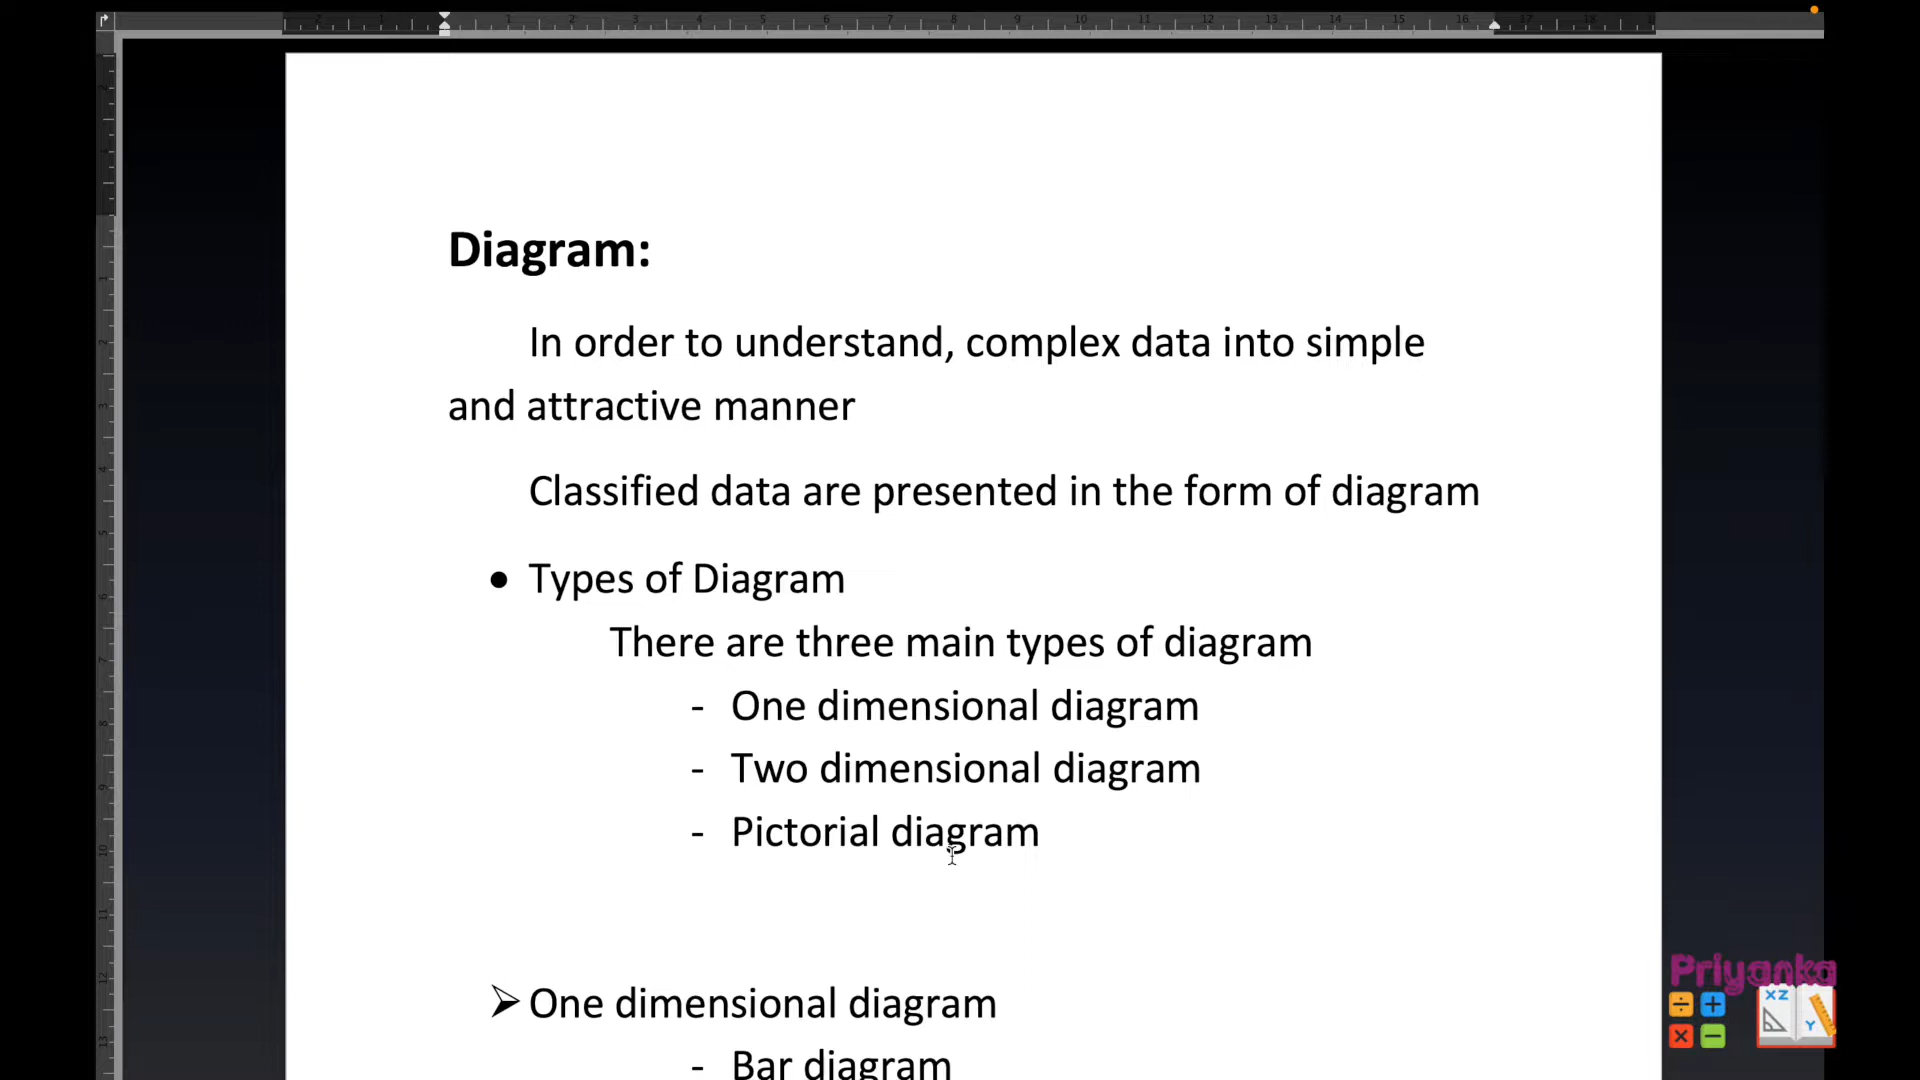 Diagram:
In order to understand, complex data into simple
and attractive manner
Classified data are presented in the form of diagram
• Types of Diagram
There are three main types of diagram
- One dimensional diagram
- Two dimensional diagram
- Pictorial diagram
➢ One dimensional diagram
- Bar diagram
Priyanka
XZ
Y